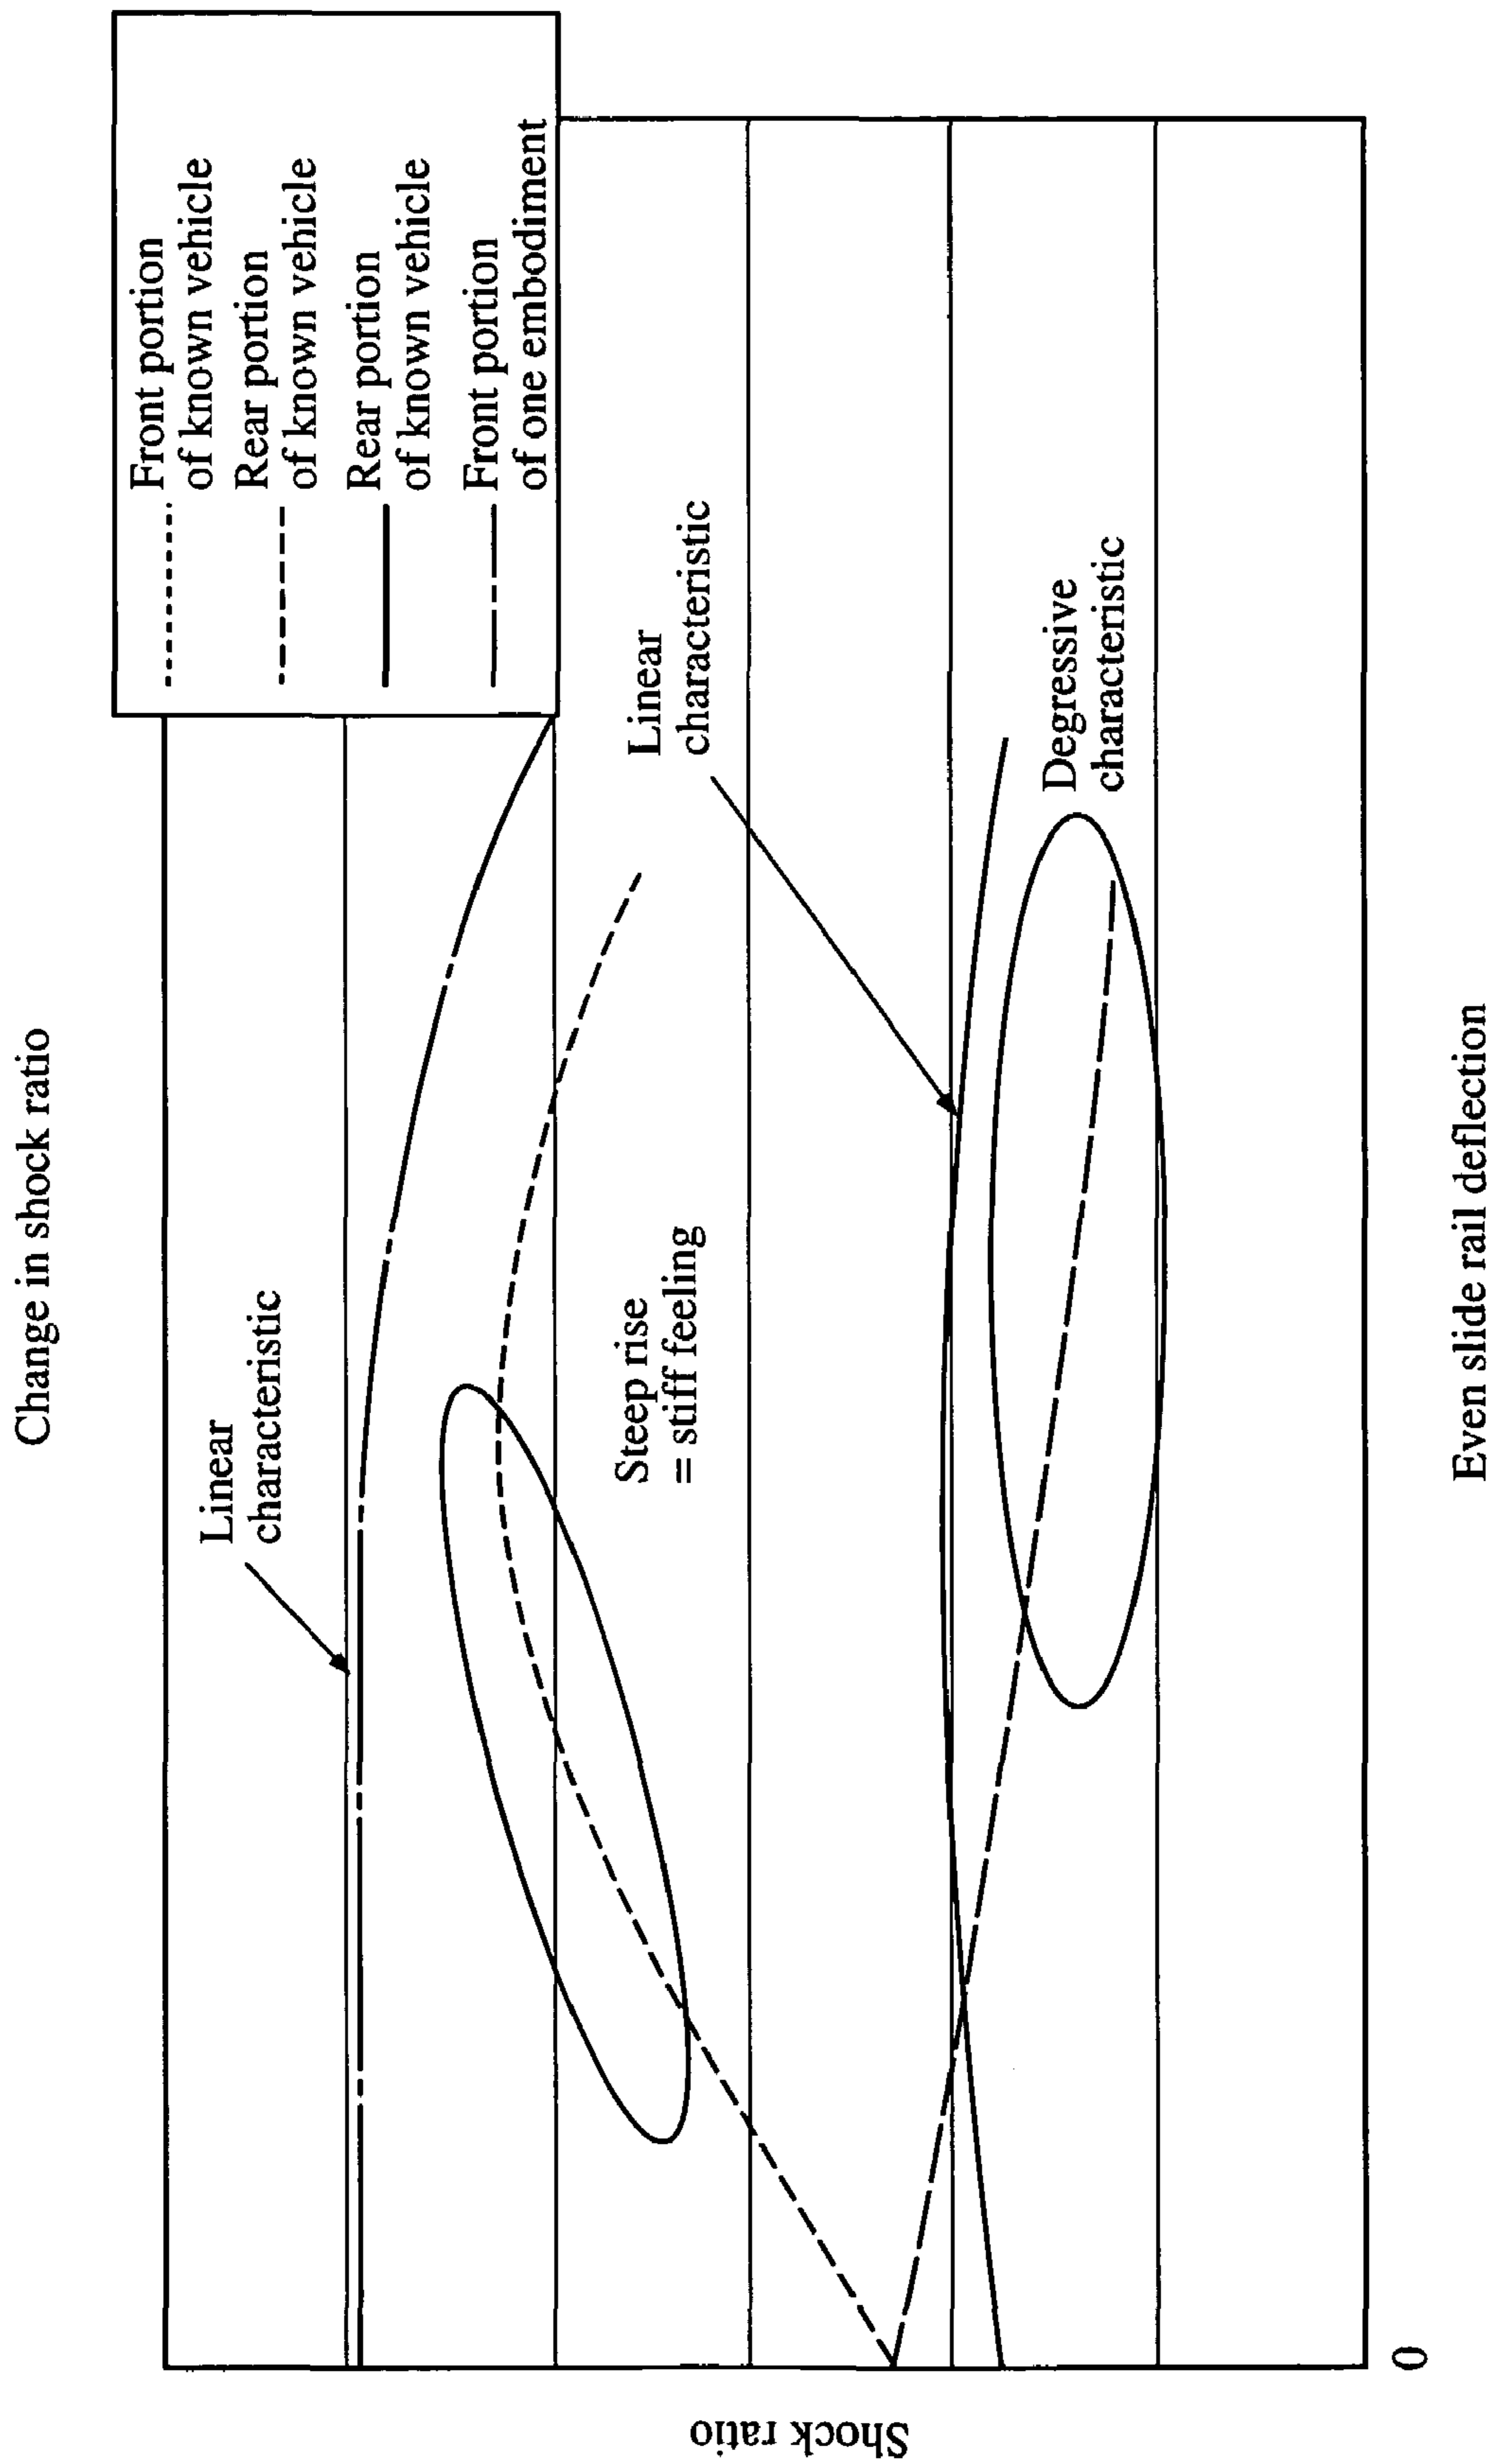 Change in shock ratio
Front portion
of known vehicle
Rear portion
of known vehicle
Rear portion
of known vehicle
Front portion
of one embodiment
Linear
characteristic
Linear
characteristic
Steep rise
= stiff feeling
Degressive
characteristic
Shock ratio
0
Even slide rail deflection